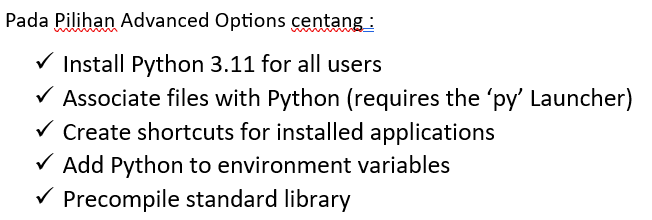 Pada Pilihan Advanced Options centang :
✓ Install Python 3.11 for all users
✓ Associate files with Python (requires the ‘py’ Launcher)
✓ Create shortcuts for installed applications
✓ Add Python to environment variables
✓ Precompile standard library